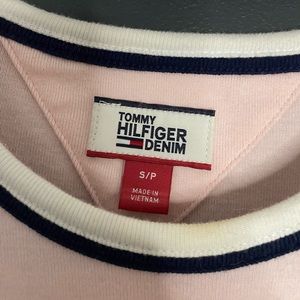 TOMMY
HILFIGER
DENIM
S/P
MADE IN
VIETNAM